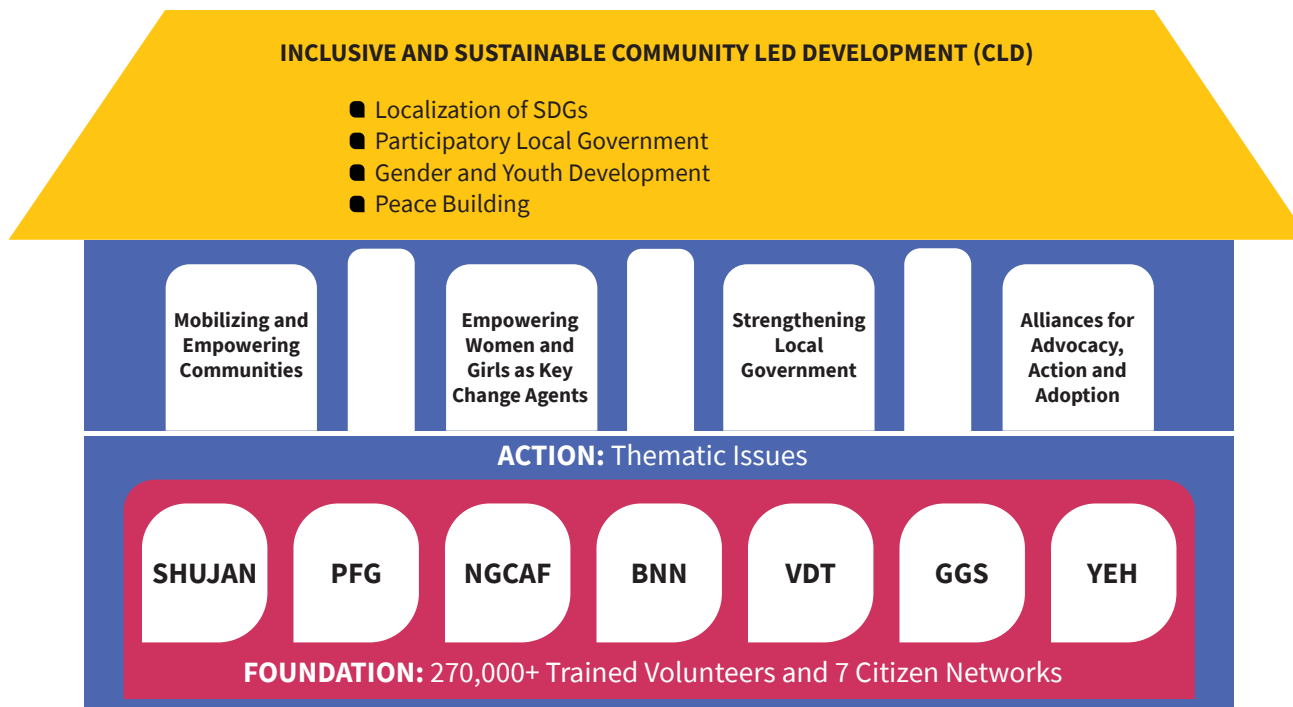 INCLUSIVE AND SUSTAINABLE COMMUNITY LED DEVELOPMENT (CLD)
Localization of SDGs
Participatory Local Government
Gender and Youth Development
Peace Building
Mobilizing and
Empowering
Communities
Empowering
Women and
Girls as Key
Change Agents
Strengthening
Local
Government
Alliances for
Advocacy,
Action and
Adoption
ACTION: Thematic Issues
SHUJAN
PFG
NGCAF
BNN
VDT
GGS
YEH
FOUNDATION: 270,000+ Trained Volunteers and 7 Citizen Networks